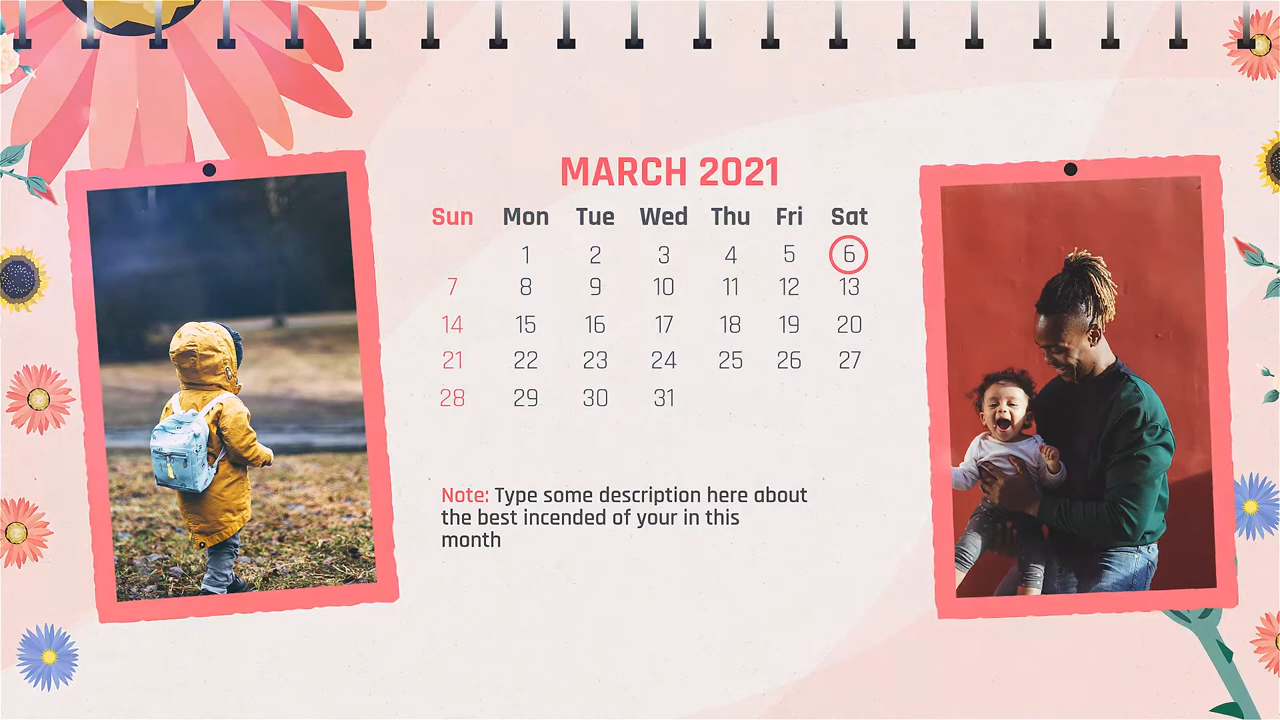 MARCH 2021
Sun Mon Tue Wed Thu Fri Sat
1 2 3 4 5 6
7 8 9 10 11 12 13
14 15 16 17 18 19 20
21 22 23 24 25 26 27
28 29 30 31
Note: Type some description here about
the best incended of your in this
month